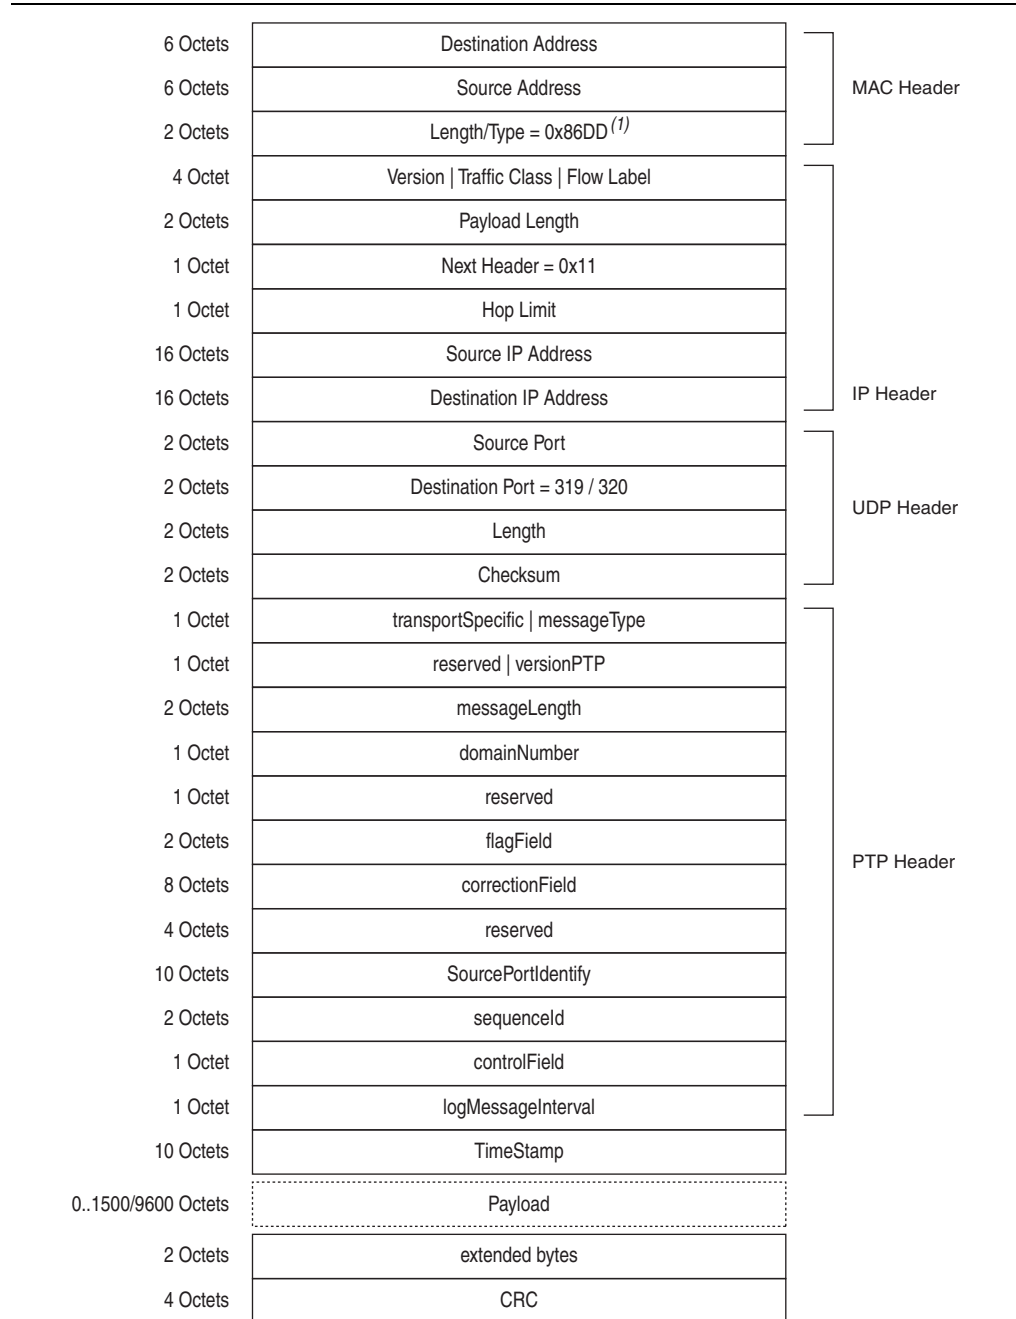 6 Octets Destination Address
6 Octets Source Address MAC Header
2 Octets Length/Type = 0x86DD(1)
4 Octet Version | Traffic Class | Flow Label
2 Octets Payload Length
1 Octet Next Header = 0x11
1 Octet Hop Limit
16 Octets Source IP Address
16 Octets Destination IP Address IP Header
2 Octets Source Port
2 Octets Destination Port = 319 / 320 UDP Header
2 Octets Length
2 Octets Checksum
1 Octet transportSpecific | messageType
1 Octet reserved | versionPTP
2 Octets messageLength
1 Octet domainNumber
1 Octet reserved
2 Octets flagField PTP Header
8 Octets correctionField
4 Octets reserved
10 Octets SourcePortIdentify
2 Octets sequenceId
1 Octet controlField
1 Octet logMessageInterval
10 Octets TimeStamp
0..1500/9600 Octets Payload
2 Octets extended bytes
4 Octets CRC